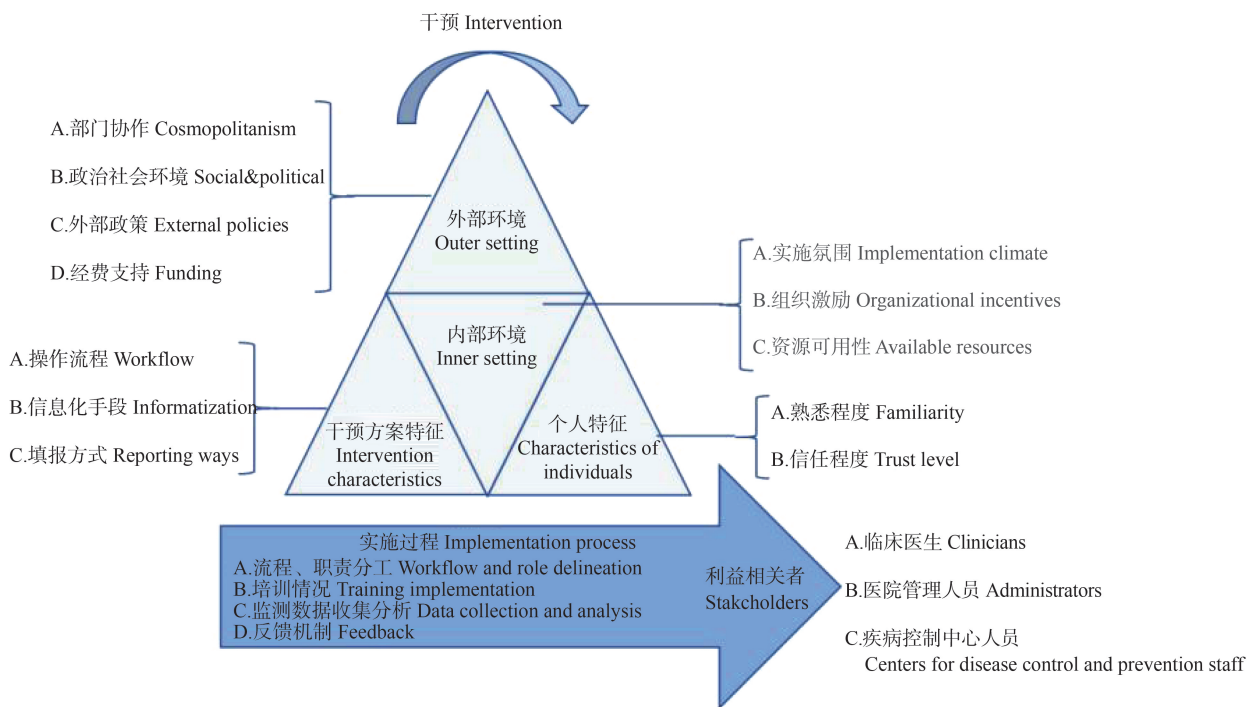 干预 Intervention
A.部门协作 Cosmopolitanism
B.政治社会环境 Social&political
C.外部政策 External policies
D.经费支持 Funding
外部环境
Outer setting
A.实施氛围 Implementation climate
B.组织激励 Organizational incentives
C.资源可用性 Available resources
内部环境
Inner setting
A.操作流程 Workflow
B.信息化手段 Informatization
C.填报方式 Reporting ways
干预方案特征
Intervention
characteristics
个人特征
Characteristics of
individuals
A.熟悉程度 Familiarity
B.信任程度 Trust level
实施过程 Implementation process
A.流程、职责分工 Workflow and role delineation
B.培训情况 Training implementation
C.监测数据收集分析 Data collection and analysis
D.反馈机制 Feedback
利益相关者
Stakcholders
A.临床医生 Clinicians
B.医院管理人员 Administrators
C.疾病控制中心人员
Centers for disease control and prevention staff